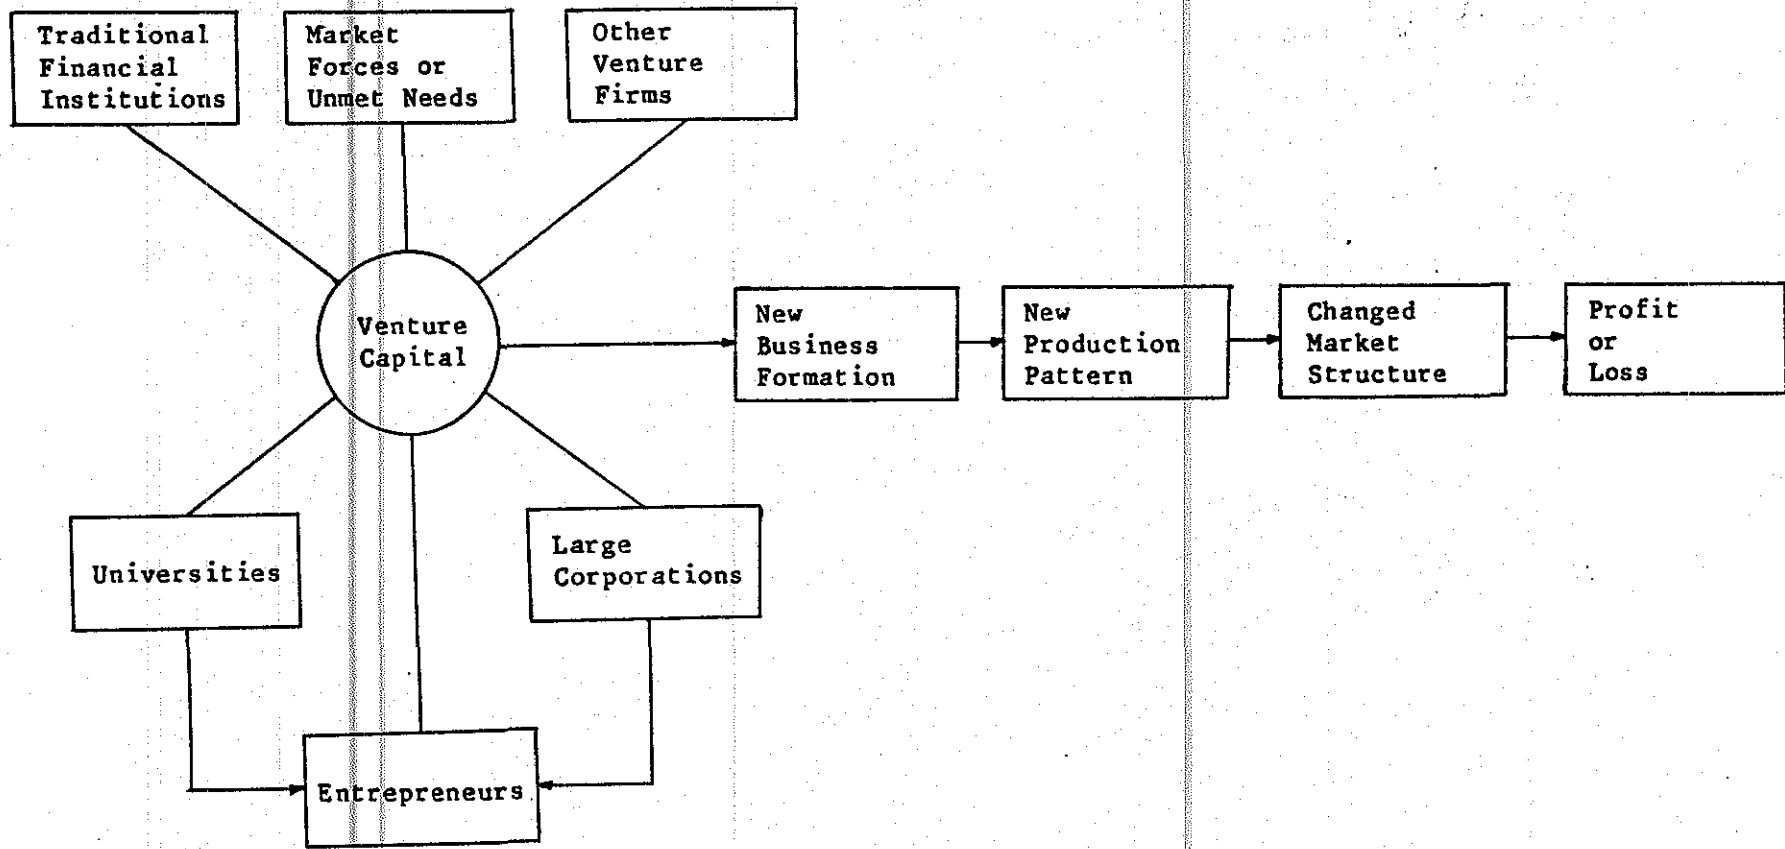 Traditional
Financial
Institutions
Market
Forces or
Unmet Needs
Other
Venture
Firms
Venture
Capital
New
Business
Formation
New
Production
Pattern
Changed
Market
Structure
Profit
or
Loss
Universities
Large
Corporations
Entrepreneurs